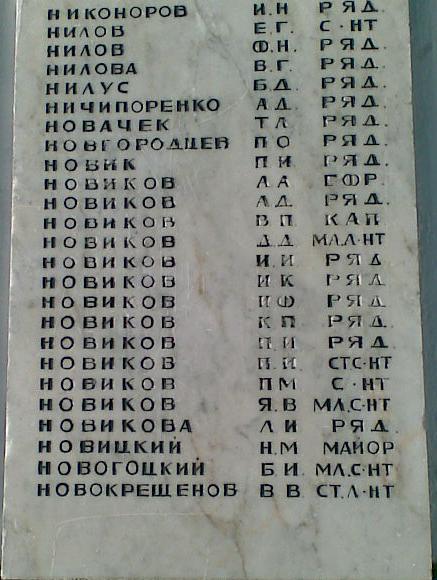 НИКОНОРОВ И.Н РЯД.
НИЛОВ Е.Г. С·НТ
НИЛОВ Ф.Н. РЯД.
НИЛОВА В.Г. РЯД.
НИЛУС Б.Д. РЯД.
НИЧИПОРЕНКО А.Д. РЯД.
НОВАЧЕК Т Л РЯД.
НОВГОРОДЦЕВ П О РЯД.
НОВИК П И РЯД.
НОВИКОВ А А ЕФР.
НОВИКОВ А Д РЯД.
НОВИКОВ В П КАП
НОВИКОВ Д Д МЛ.Л·НТ
НОВИКОВ И.И РЯД
НОВИКОВ И К РЯД
НОВИКОВ И Ф РЯД
НОВИКОВ К П РЯД.
НОВИКОВ РЯД
НОВИКОВ СТ.С·НТ
НОВИКОВ П М С·НТ
НОВИКОВ Я.В МЛ.С·НТ
НОВИКОВА Л И РЯД.
НОВИЦКИЙ Н.М МАЙОР
НОВОГОЦКИЙ Б.И. МЛ.С·НТ
НОВОКРЕЩЕНОВ В В СТ.Л·НТ